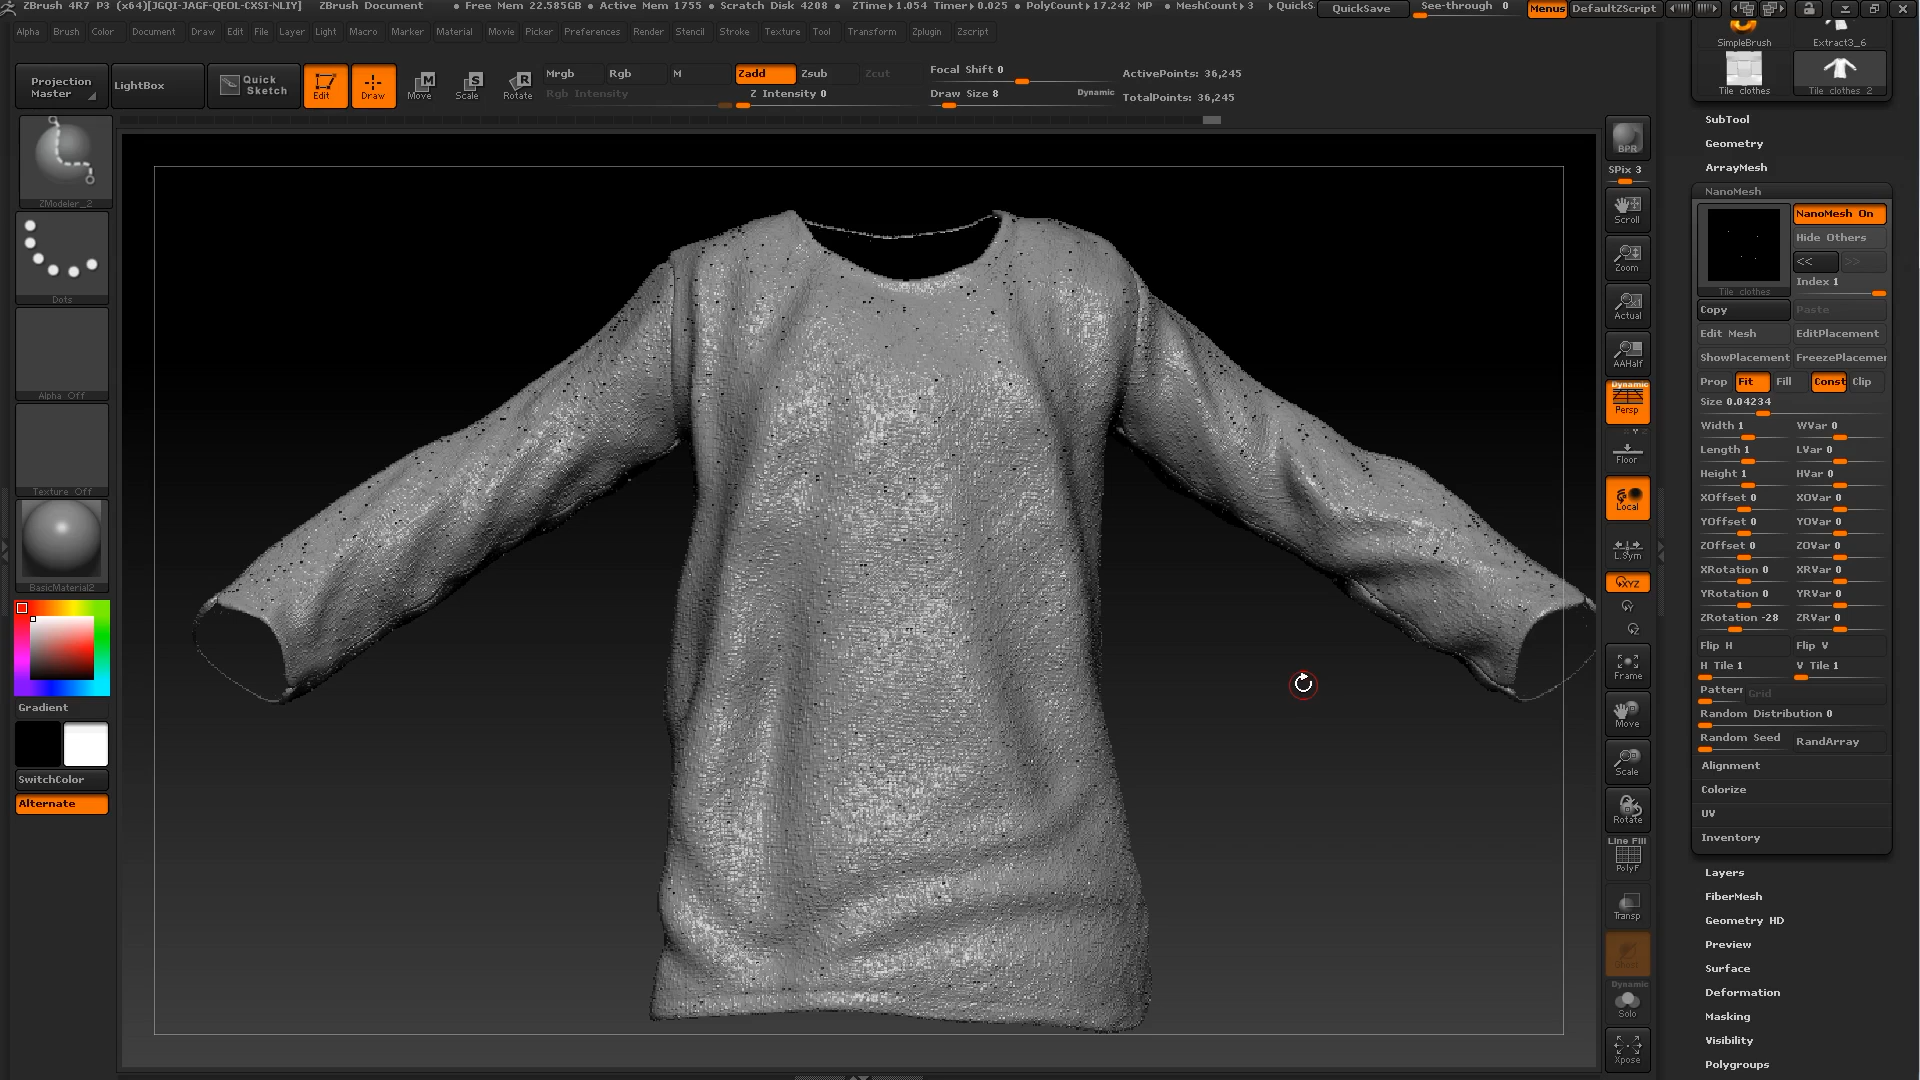 ZBrush 4R7 P3 (x64)[JGQI-JAGF-QEOL-CXSI-NLIY] ZBrush Document • Free Mem 22.585GB • Active Mem 1755 • Scratch Disk 4208 • ZTime▸1.054 Timer▸0.025 • PolyCount▸17.242 MP • MeshCount▸3 ▸QuickS QuickSave See-through 0 Menus DefaultZScript
Alpha Brush Color Document Draw Edit File Layer Light Macro Marker Material Movie Picker Preferences Render Stencil Stroke Texture Tool Transform Zplugin Zscript
Projection Master
LightBox
Quick Sketch
Edit
Draw
Move
Scale
Rotate
Mrgb Rgb M Zadd Zsub Zcut
Rgb Intensity Z Intensity 0
Focal Shift 0
Draw Size 8 Dynamic
ActivePoints: 36,245
TotalPoints: 36,245
ZModeler_2
Dots
Alpha Off
Texture Off
BasicMaterial2
Gradient
SwitchColor
Alternate
BPR
SPix 3
Scroll
Zoom
Actual
AAHalf
Dynamic
Persp
Floor
Local
L.Sym
XYZ
Frame
Move
Scale
Rotate
Line Fill
PolyF
Transp
Ghost
Dynamic
Solo
Xpose
SimpleBrush Extract3_6
Tile clothes Tile clothes 2
SubTool
Geometry
ArrayMesh
NanoMesh
NanoMesh On
Hide Others
<< >>
Index 1
Tile clothes
Copy Paste
Edit Mesh EditPlacement
ShowPlacement FreezePlacemen
Prop Fit Fill Const Clip
Size 0.04234
Width 1 WVar 0
Length 1 LVar 0
Height 1 HVar 0
XOffset 0 XOVar 0
YOffset 0 YOVar 0
ZOffset 0 ZOVar 0
XRotation 0 XRVar 0
YRotation 0 YRVar 0
ZRotation -28 ZRVar 0
Flip H Flip V
H Tile 1 V Tile 1
Pattern Grid
Random Distribution 0
Random Seed RandArray
Alignment
Colorize
UV
Inventory
Layers
FiberMesh
Geometry HD
Preview
Surface
Deformation
Masking
Visibility
Polygroups